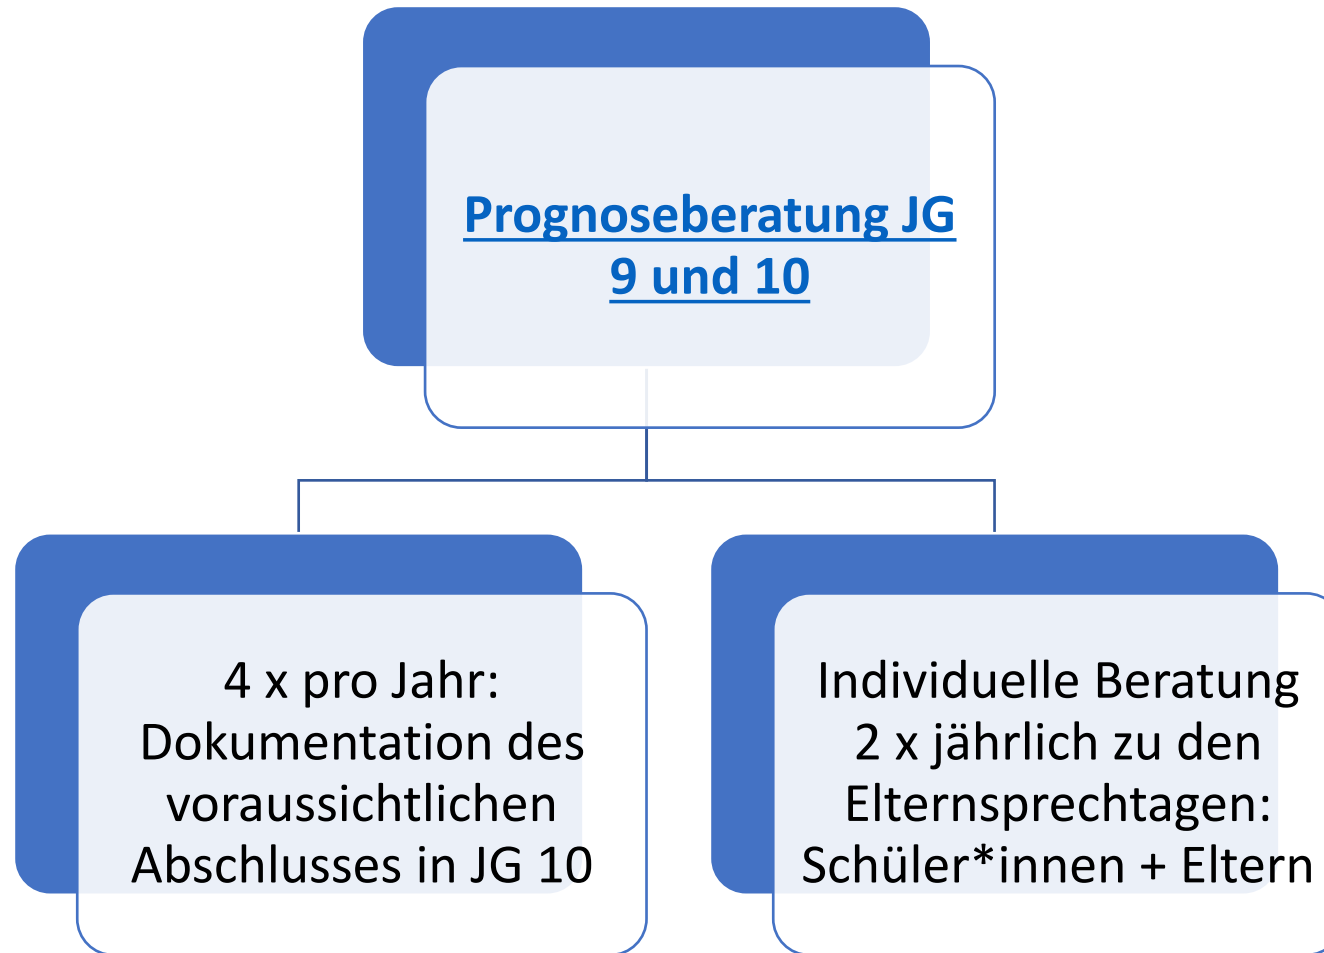 Prognoseberatung JG
9 und 10
4 x pro Jahr:
Dokumentation des
voraussichtlichen
Abschlusses in JG 10
Individuelle Beratung
2 x jährlich zu den
Elternsprechtagen:
Schüler*innen + Eltern